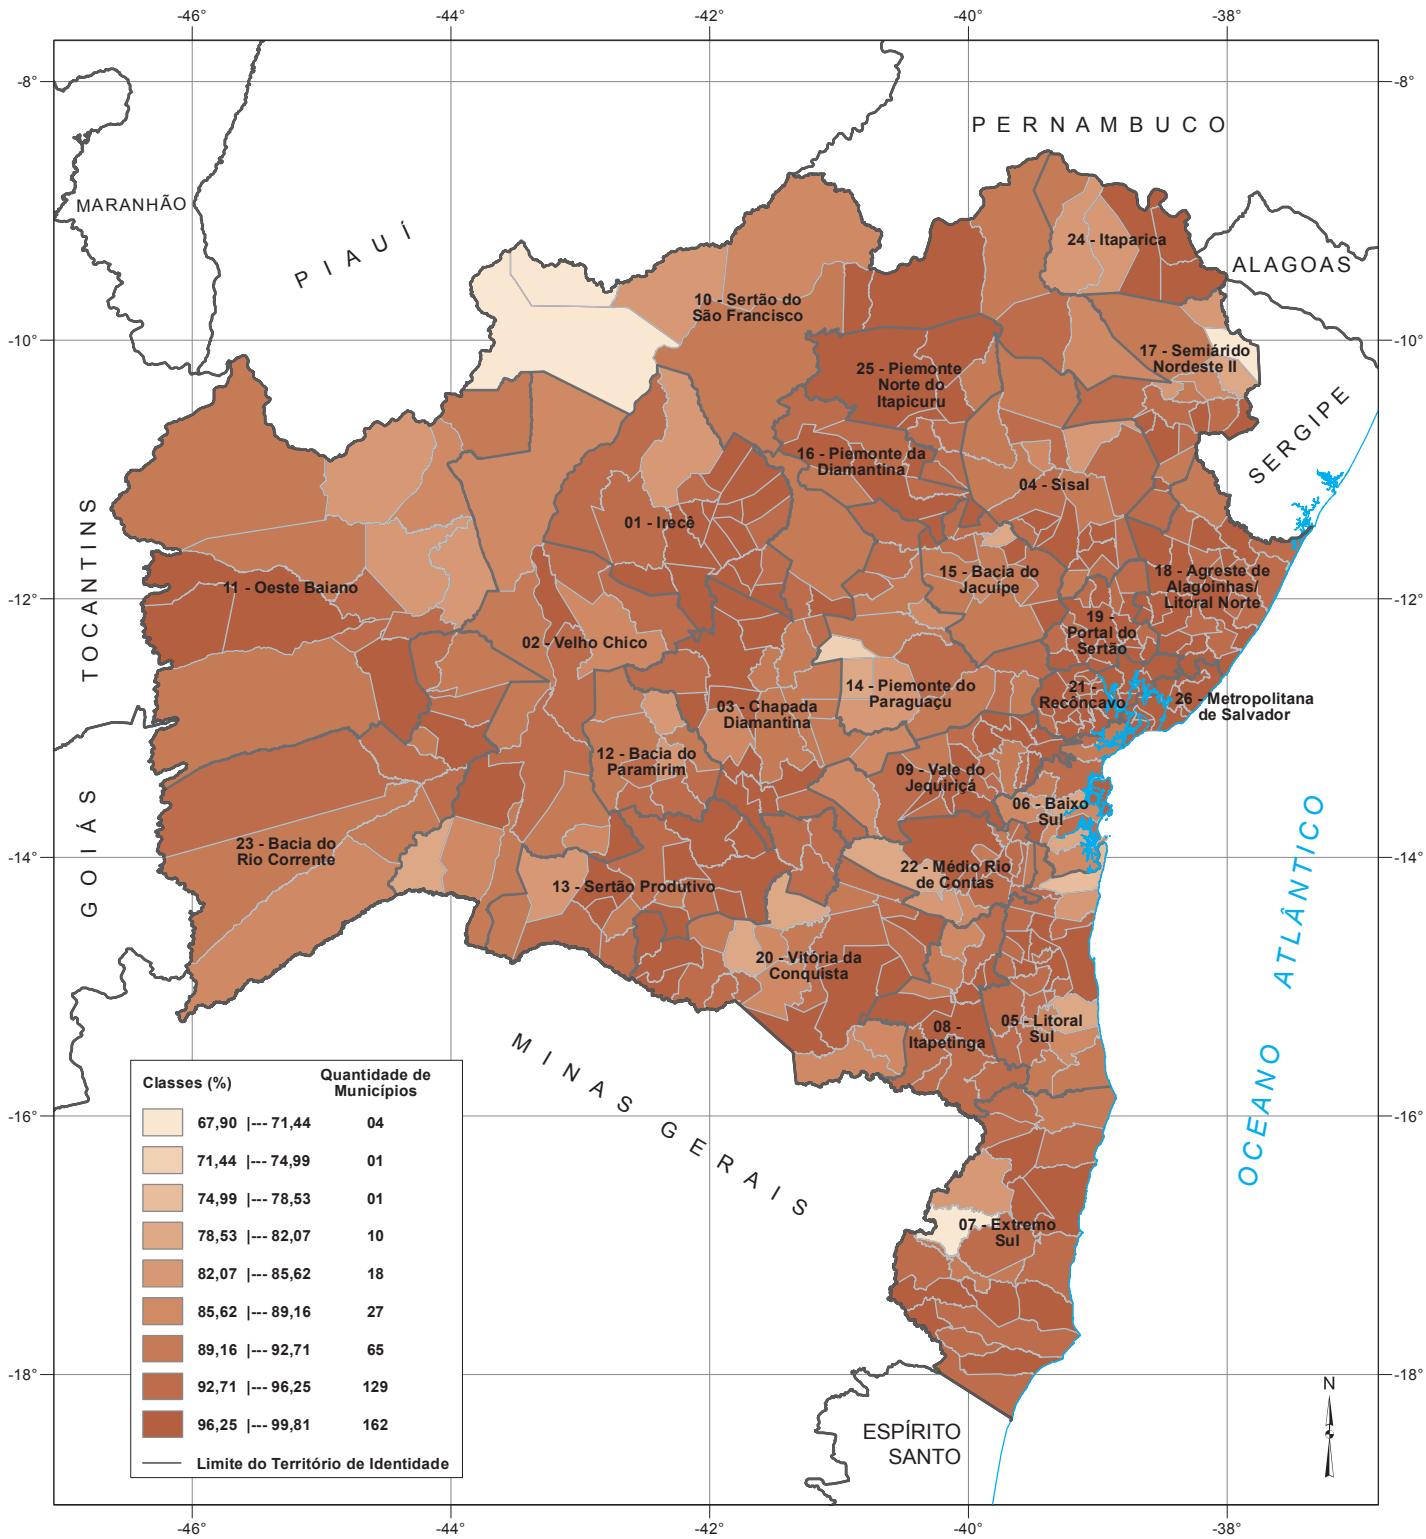 -46°
-44°
-42°
-40°
-38°
-8°
-8°
PERNAMBUCO
MARANHÃO
PIAUÍ
24 - Itaparica
ALAGOAS
10 - Sertão do
São Francisco
-10°
-10°
17 - Semiárido
Nordeste II
25 - Piemonte
Norte do
Itapicuru
SERGIPE
16 - Piemonte da
Diamantina
04 - Sisal
01 - Irecê
TOCANTINS
11 - Oeste Baiano
15 - Bacia do
Jacuípe
18 - Agreste de
Alagoinhas/
Litoral Norte
-12°
-12°
19 -
Portal do
Sertão
02 - Velho Chico
14 - Piemonte do
Paraguaçu
21 -
Recôncavo
26 - Metropolitana
de Salvador
03 - Chapada
Diamantina
12 - Bacia do
Paramirim
09 - Vale do
Jequiriçá
06 - Baixo
Sul
GOIÁS
23 - Bacia do
Rio Corrente
-14°
-14°
22 - Médio Rio
de Contas
13 - Sertão Produtivo
OCEANO ATLÂNTICO
20 - Vitória da
Conquista
05 - Litoral
Sul
08 -
Itapetinga
MINAS GERAIS
Classes (%)
Quantidade de
Municípios
67,90 |--- 71,44 04
71,44 |--- 74,99 01
74,99 |--- 78,53 01
78,53 |--- 82,07 10
82,07 |--- 85,62 18
85,62 |--- 89,16 27
89,16 |--- 92,71 65
92,71 |--- 96,25 129
96,25 |--- 99,81 162
Limite do Território de Identidade
-16°
-16°
07 - Extremo
Sul
-18°
-18°
N
ESPÍRITO
SANTO
-46°
-44°
-42°
-40°
-38°